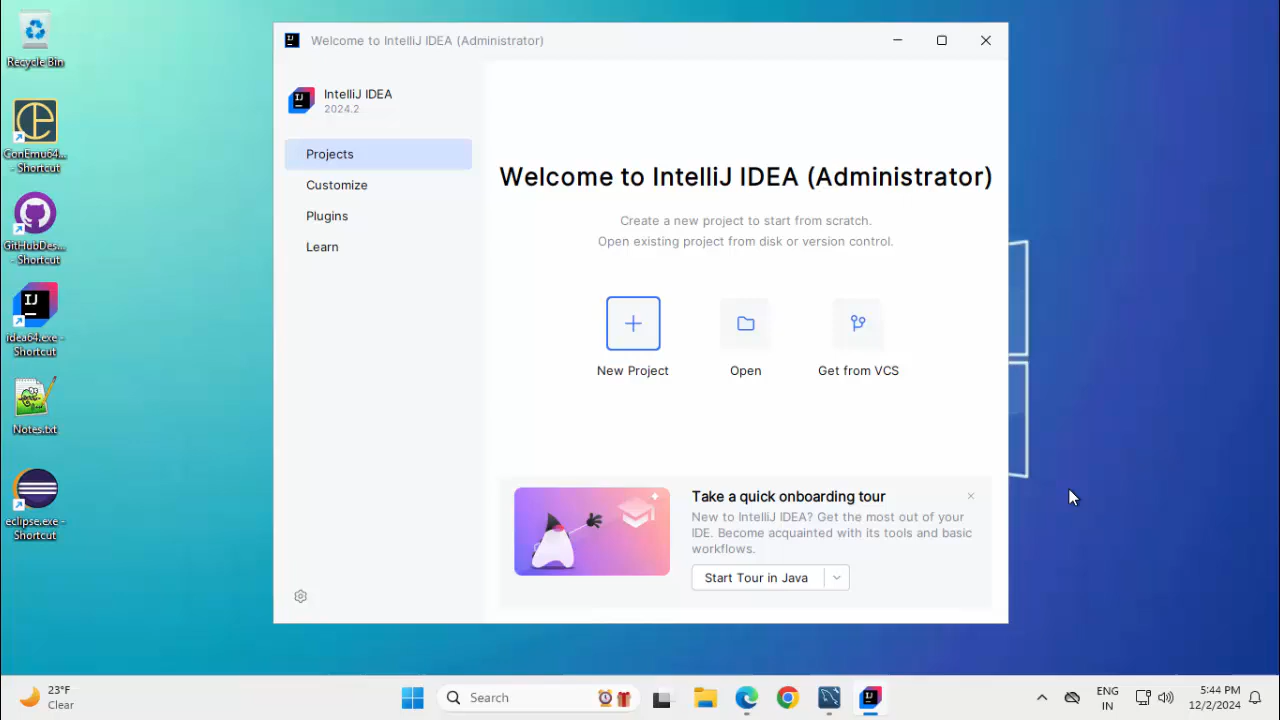 Recycle Bin
ConEmu64...
- Shortcut
GitHubDes...
- Shortcut
idea64.exe -
Shortcut
Notes.txt
eclipse.exe -
Shortcut
Welcome to IntelliJ IDEA (Administrator)
IntelliJ IDEA
2024.2
Projects
Customize
Plugins
Learn
Welcome to IntelliJ IDEA (Administrator)
Create a new project to start from scratch.
Open existing project from disk or version control.
New Project
Open
Get from VCS
Take a quick onboarding tour
New to IntelliJ IDEA? Get the most out of your
IDE. Become acquainted with its tools and basic
workflows.
Start Tour in Java
23°F
Clear
Search
ENG
IN
5:44 PM
12/2/2024